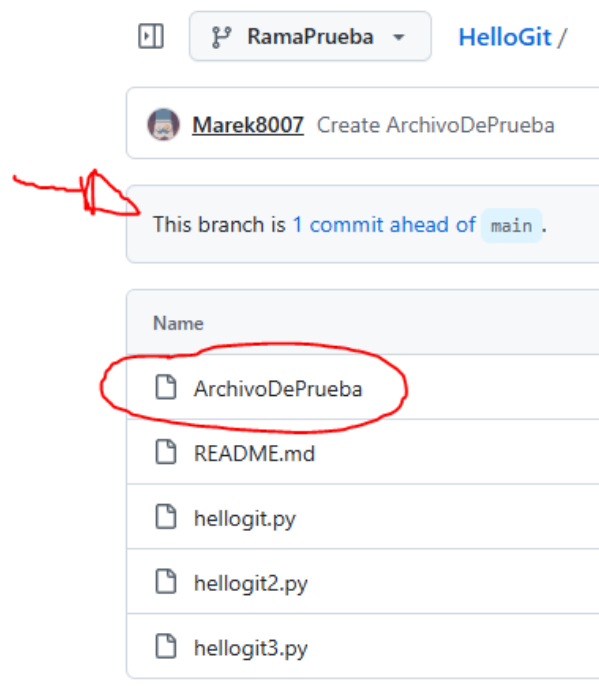 RamaPrueba HelloGit /
Marek8007 Create ArchivoDePrueba
This branch is 1 commit ahead of main .
Name
ArchivoDePrueba
README.md
hellogit.py
hellogit2.py
hellogit3.py